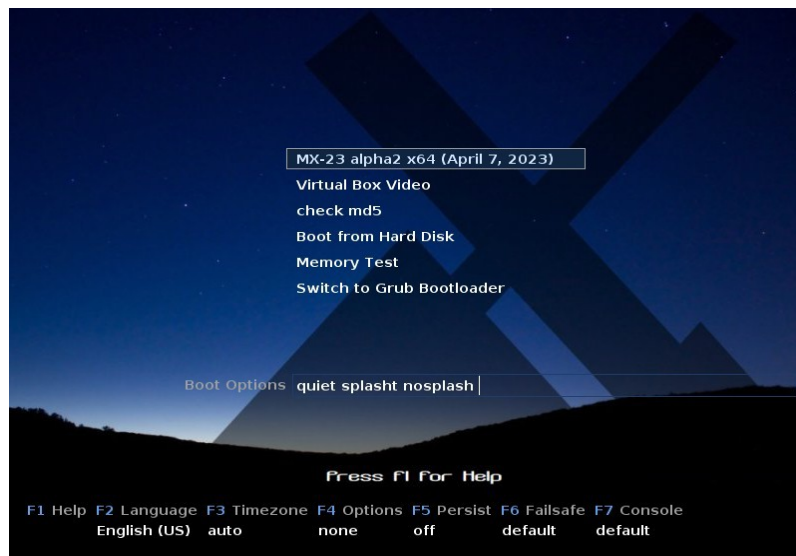 MX-23 alpha2 x64 (April 7, 2023)
Virtual Box Video
check md5
Boot from Hard Disk
Memory Test
Switch to Grub Bootloader
Boot Options quiet splasht nosplash
Press F1 for Help
F1 Help F2 Language F3 Timezone F4 Options F5 Persist F6 Failsafe F7 Console
English (US) auto none off default default